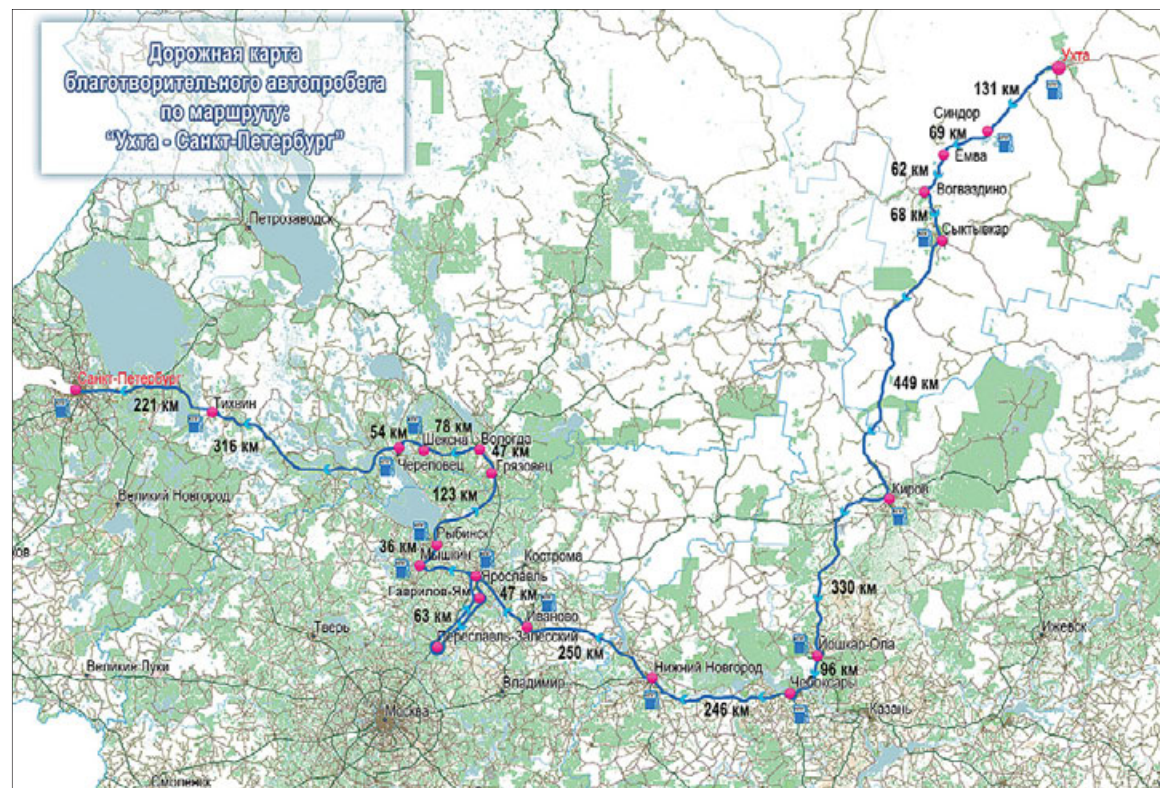 Дорожная карта
благотворительного автопробега
по маршруту:
“Ухта - Санкт-Петербург”
Ухта
131 км
Синдор
69 км
Емва
62 км
Вогваздино
68 км
Сыктывкар
Петрозаводск
449 км
Санкт-Петербург
221 км
Тихнин
316 км
54 км
78 км
Шексна
Вологда
47 км
Череповец
Грязовец
Великий Новгород
123 км
Киров
Рыбинск
36 км
Мышкин
Кострома
Ярославль
Гаврилов-Ям
47 км
63 км
Иваново
330 км
Тверь
Переславль-Залесский
250 км
Йошкар-Ола
Ижевск
96 км
Великие Луки
Нижний Новгород
Чебоксары
Владимир
246 км
Казань
Москва
Смоленск